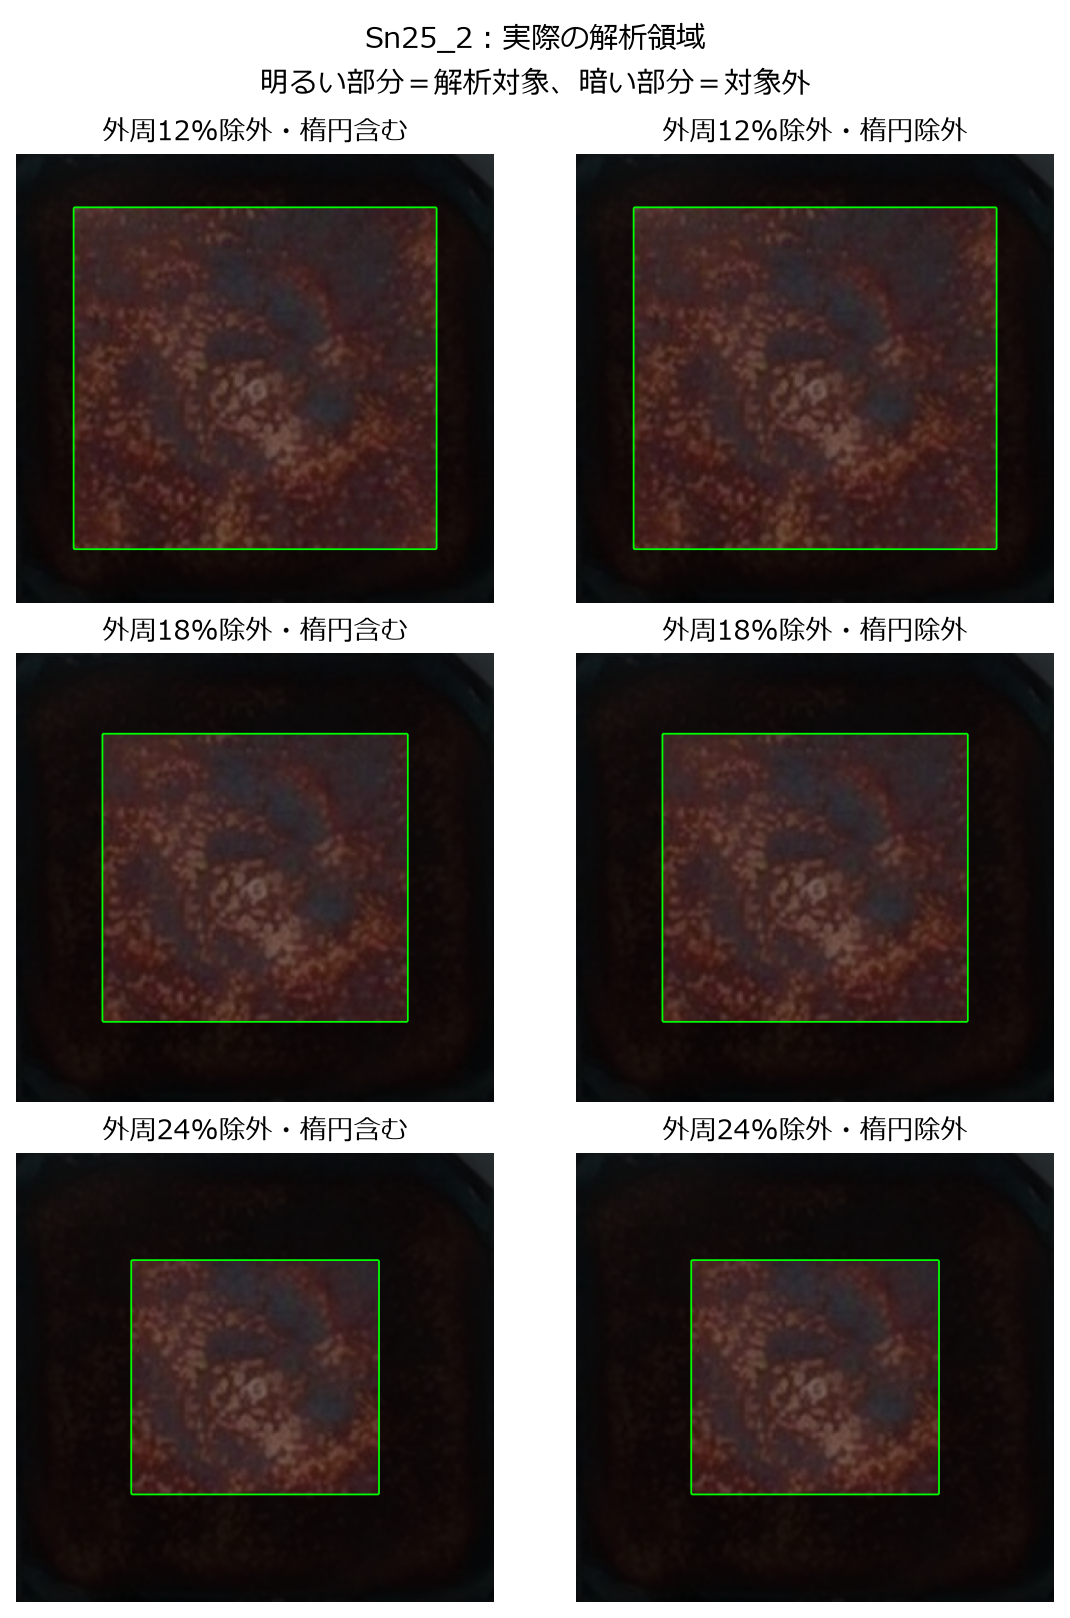 Sn25_2：実際の解析領域
明るい部分＝解析対象、暗い部分＝対象外
外周12%除外・楕円含む
外周12%除外・楕円除外
外周18%除外・楕円含む
外周18%除外・楕円除外
外周24%除外・楕円含む
外周24%除外・楕円除外